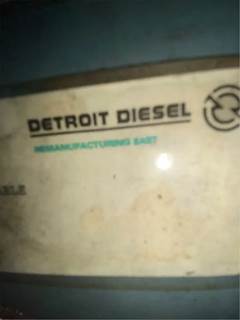 DETROIT DIESEL
REMANUFACTURING EAST